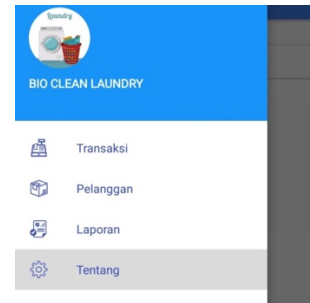 laundry
BIO CLEAN LAUNDRY
Transaksi
Pelanggan
Laporan
Tentang